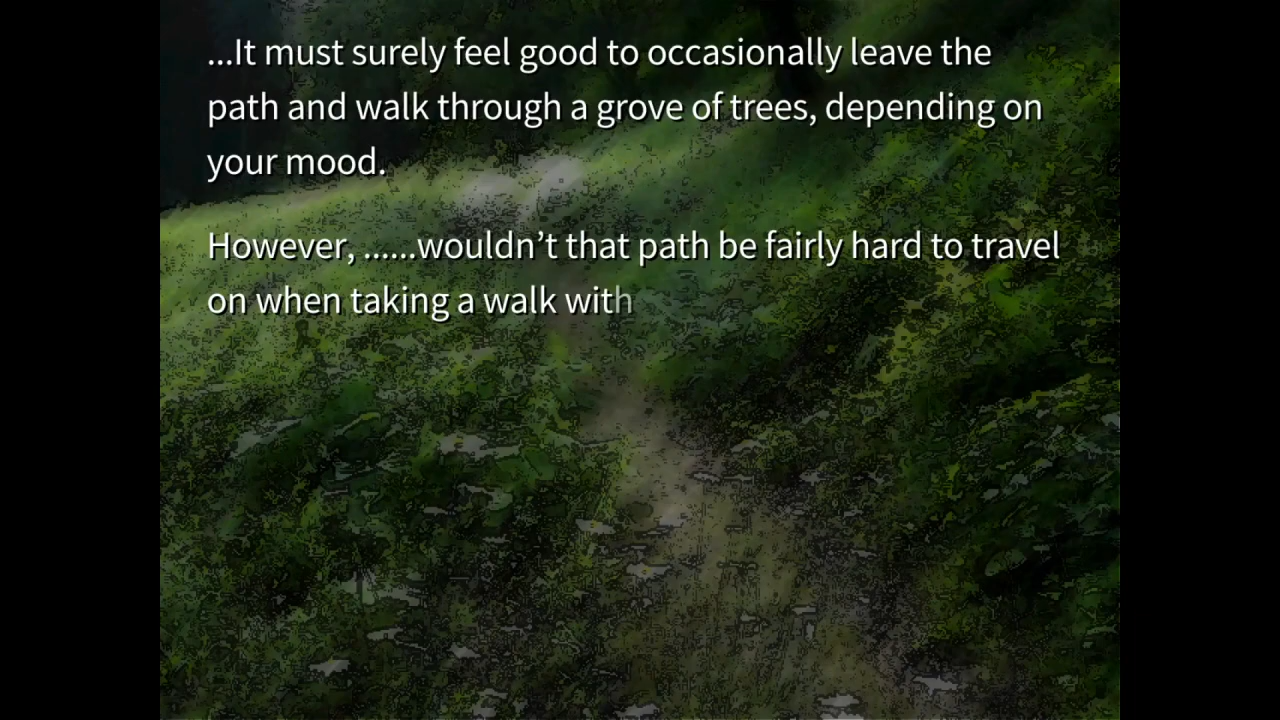 ...It must surely feel good to occasionally leave the
path and walk through a grove of trees, depending on
your mood.
However, ......wouldn't that path be fairly hard to travel
on when taking a walk with